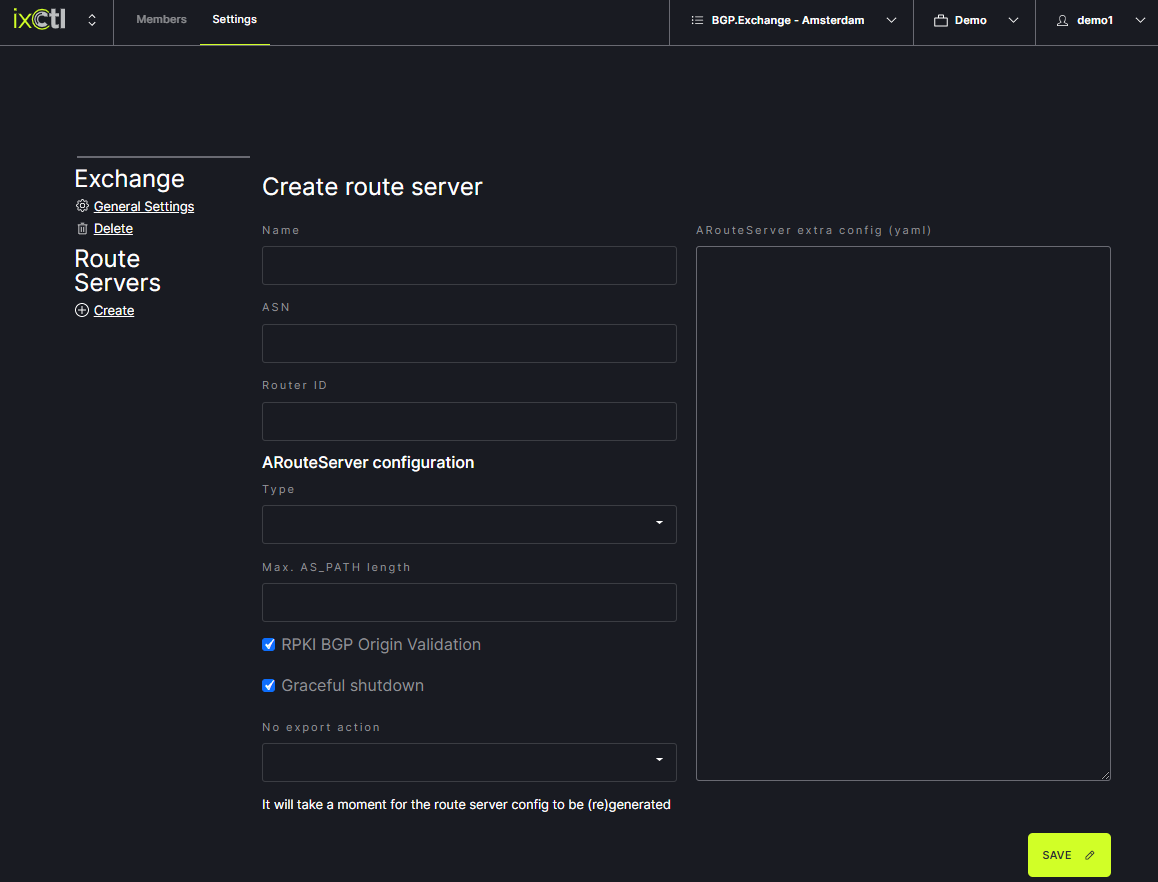 ixCtl
Members
Settings
BGP.Exchange - Amsterdam
Demo
demo1
Exchange
General Settings
Delete
Route
Servers
Create
Create route server
Name
ASN
Router ID
ARouteServer configuration
Type
Max. AS_PATH length
RPKI BGP Origin Validation
Graceful shutdown
No export action
It will take a moment for the route server config to be (re)generated
ARouteServer extra config (yaml)
SAVE